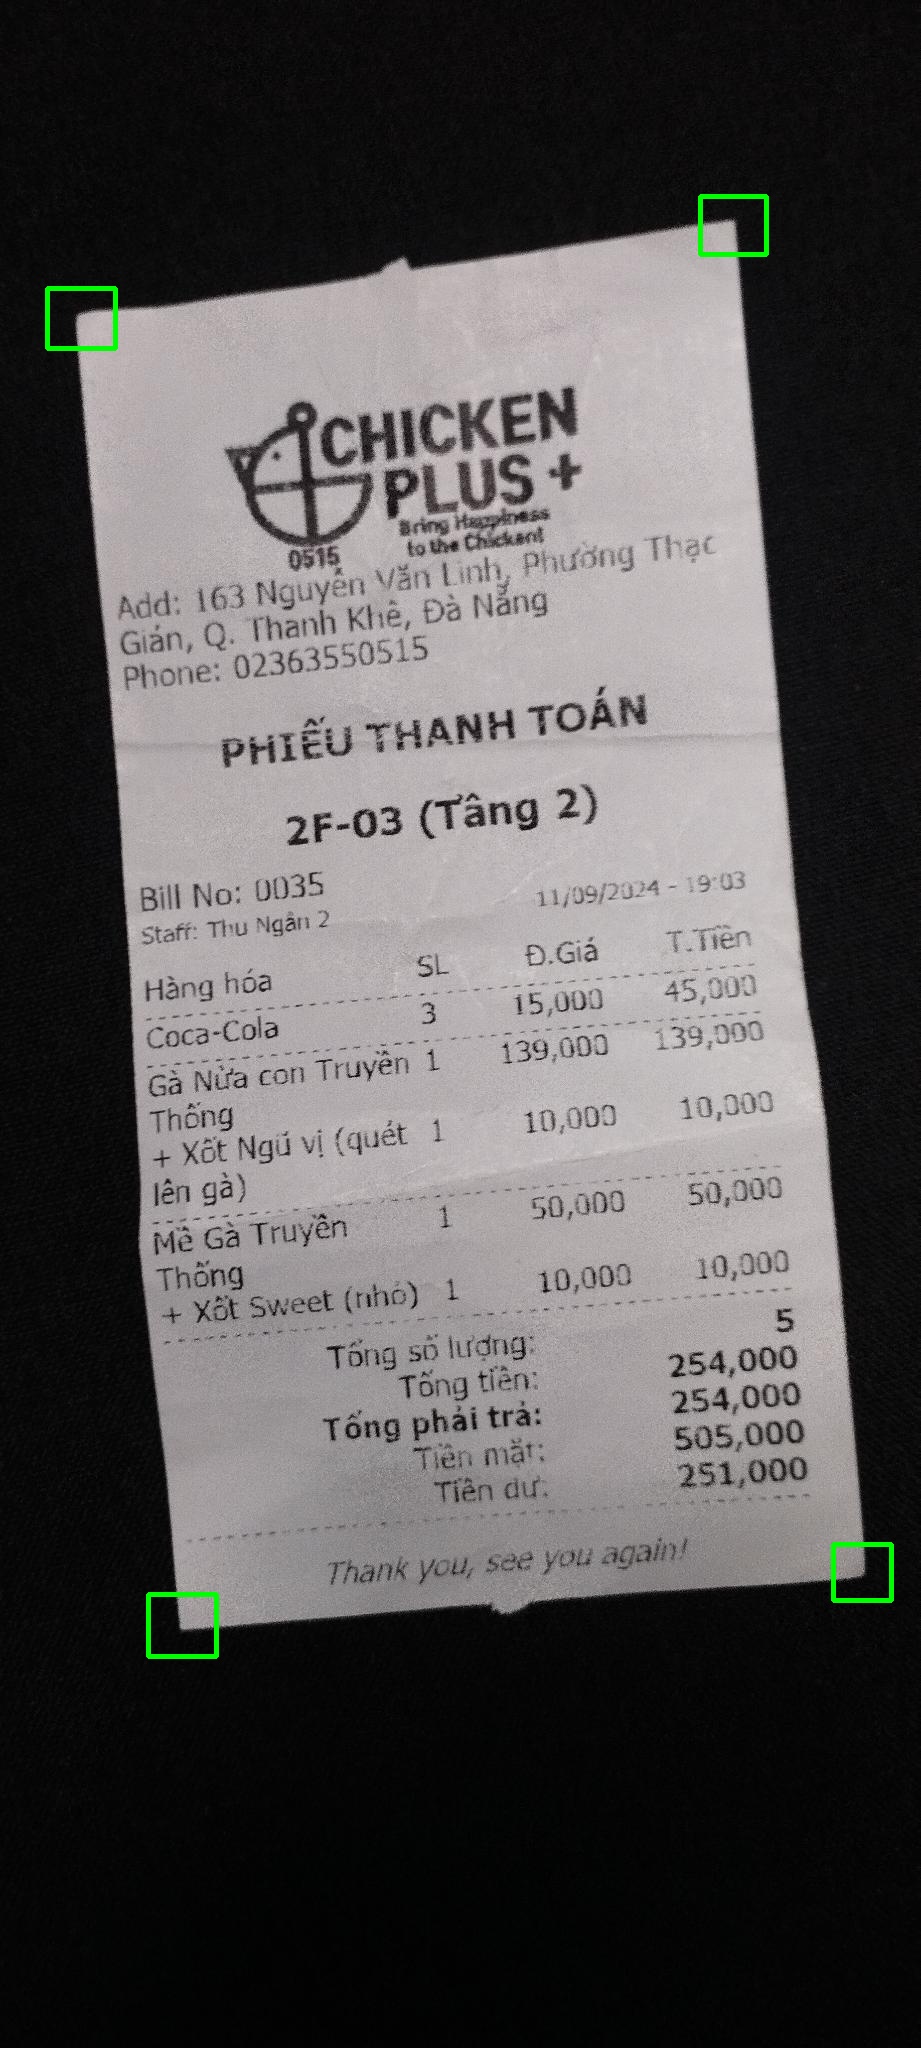 CHICKEN
PLUS +
Bring Happiness
to the Chicken!
0515
Add: 163 Nguyễn Văn Linh, Phường Thạc
Gián, Q. Thanh Khê, Đà Nẵng
Phone: 02363550515
PHIẾU THANH TOÁN
2F-03 (Tầng 2)
Bill No: 0035
11/09/2024 - 19:03
Staff: Thu Ngân 2
Hàng hóa SL Đ.Giá T.Tiền
Coca-Cola 3 15,000 45,000
Gà Nửa con Truyền 1 139,000 139,000
Thống
+ Xốt Ngũ vị (quét 1 10,000 10,000
lên gà)
Mề Gà Truyền 1 50,000 50,000
Thống
+ Xốt Sweet (nhỏ) 1 10,000 10,000
Tổng số lượng: 5
Tổng tiền: 254,000
Tổng phải trả: 254,000
Tiền mặt: 505,000
Tiền dư: 251,000
Thank you, see you again!